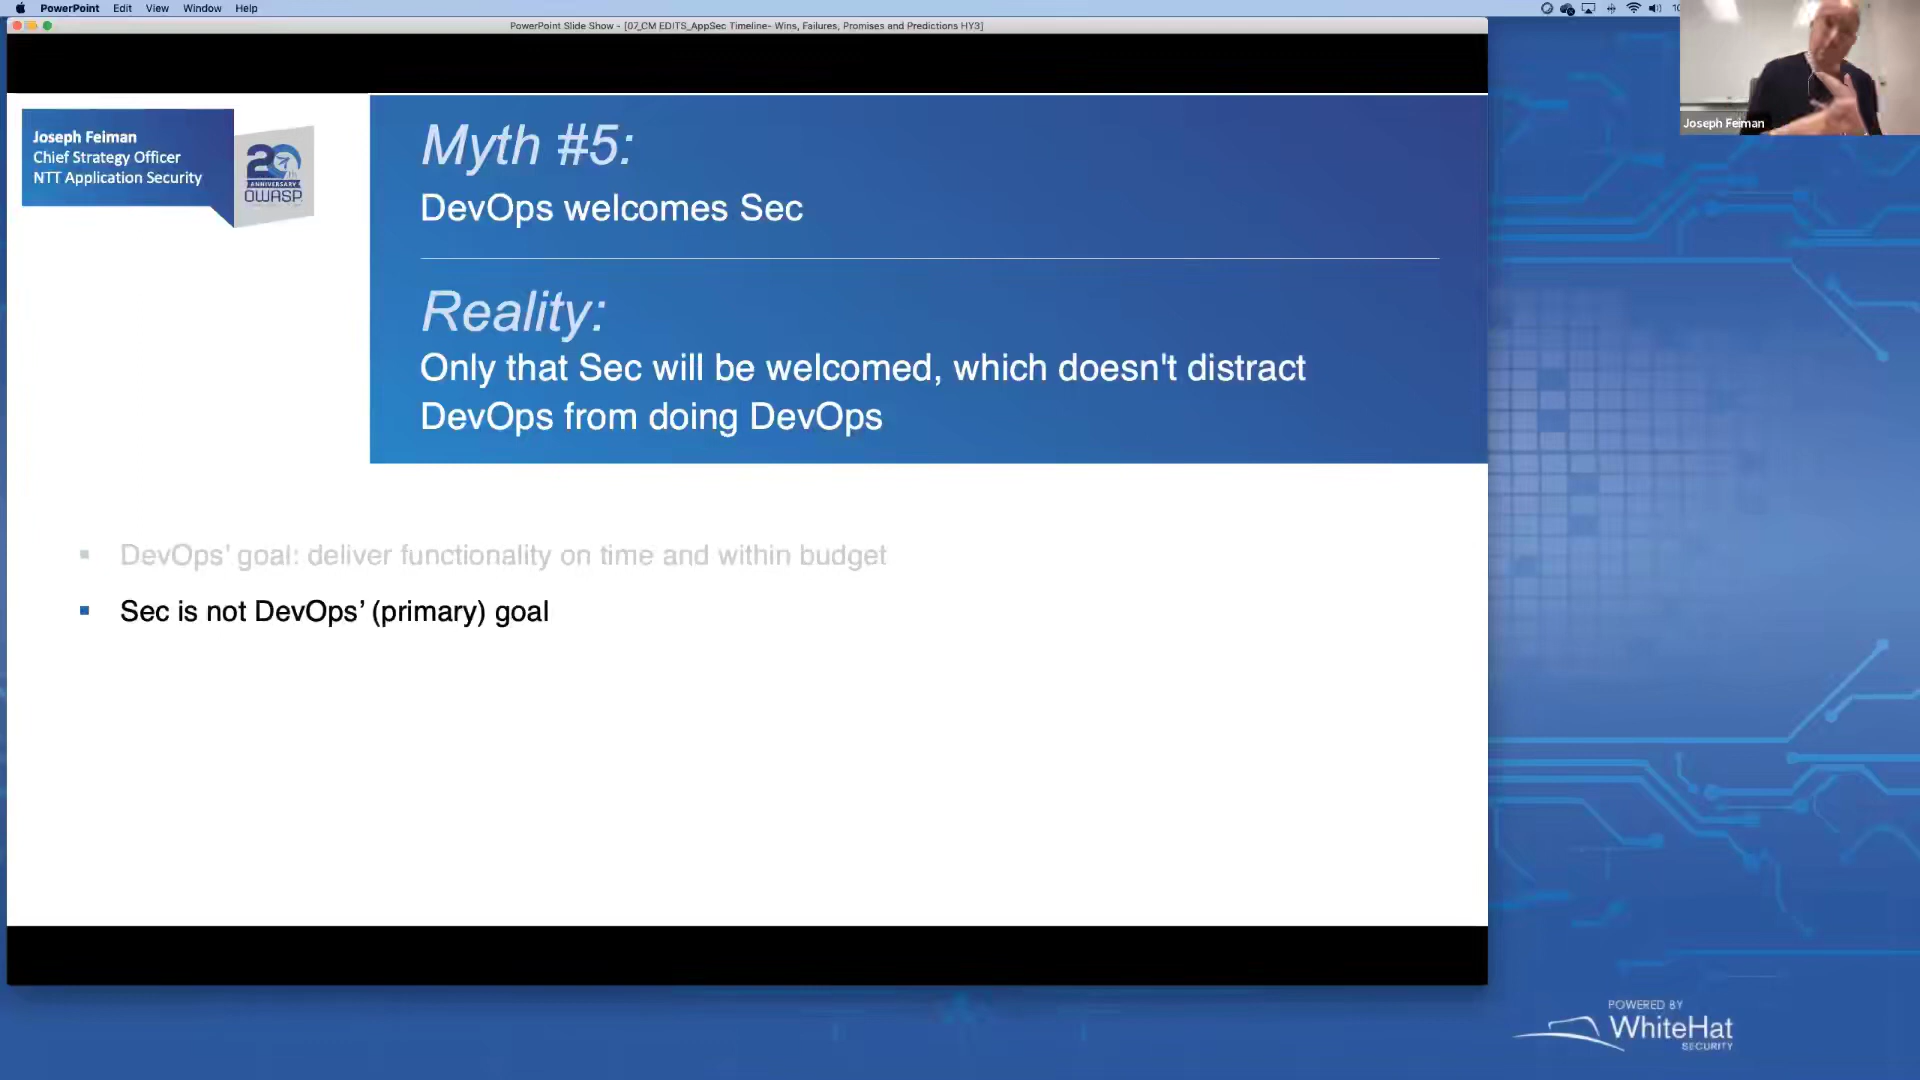 PowerPoint Edit View Window Help
PowerPoint Slide Show - [07_CM EDITS_AppSec Timeline- Wins, Failures, Promises and Predictions HY3]
Joseph Feiman
Joseph Feiman
Chief Strategy Officer
NTT Application Security
20th
ANNIVERSARY
OWASP
Myth #5:
DevOps welcomes Sec
Reality:
Only that Sec will be welcomed, which doesn't distract
DevOps from doing DevOps
DevOps’ goal: deliver functionality on time and within budget
Sec is not DevOps’ (primary) goal
POWERED BY
WhiteHat
SECURITY